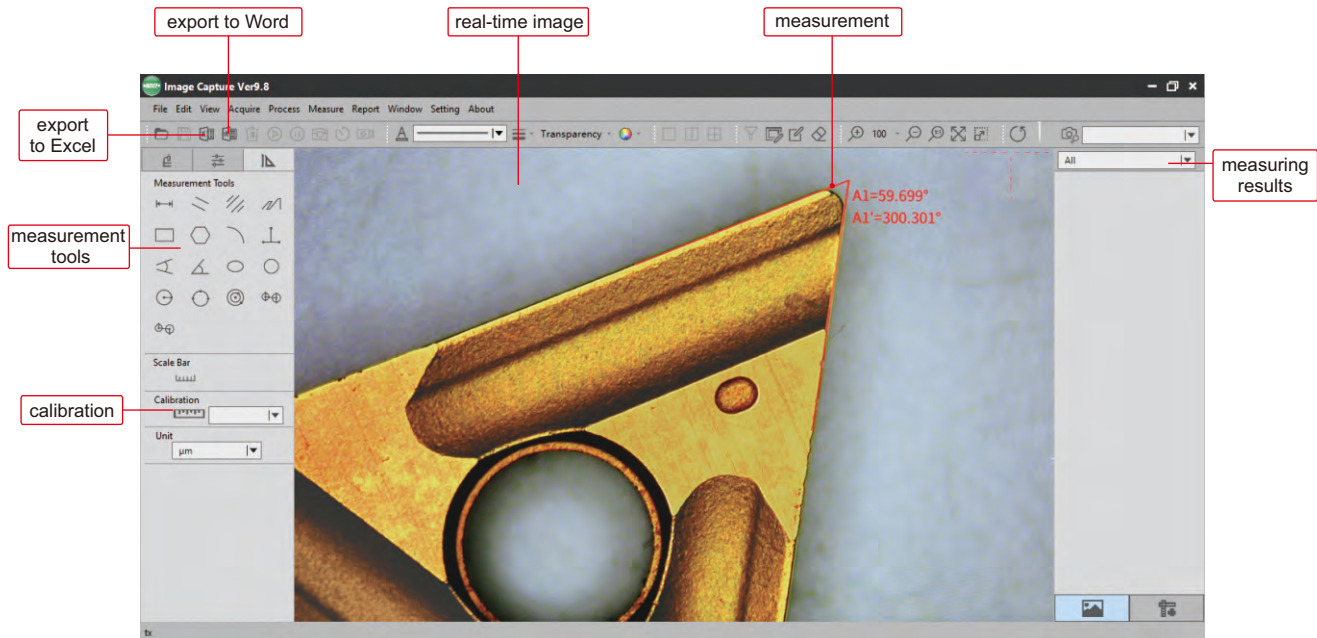 export to Word
real-time image
measurement
Image Capture Ver9.8
File Edit View Acquire Process Measure Report Window Setting About
export
to Excel
Transparency
100
All
measuring
results
Measurement Tools
measurement
tools
A1=59.699°
A1'=300.301°
Scale Bar
Calibration
calibration
Unit
µm
tx